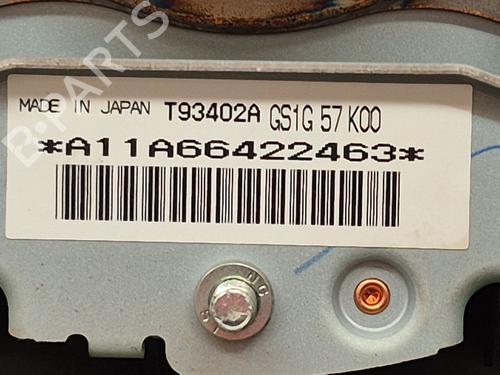 B-PARTS
MADE IN JAPAN T93402A GS1G 57 K00
*A11A66422463*